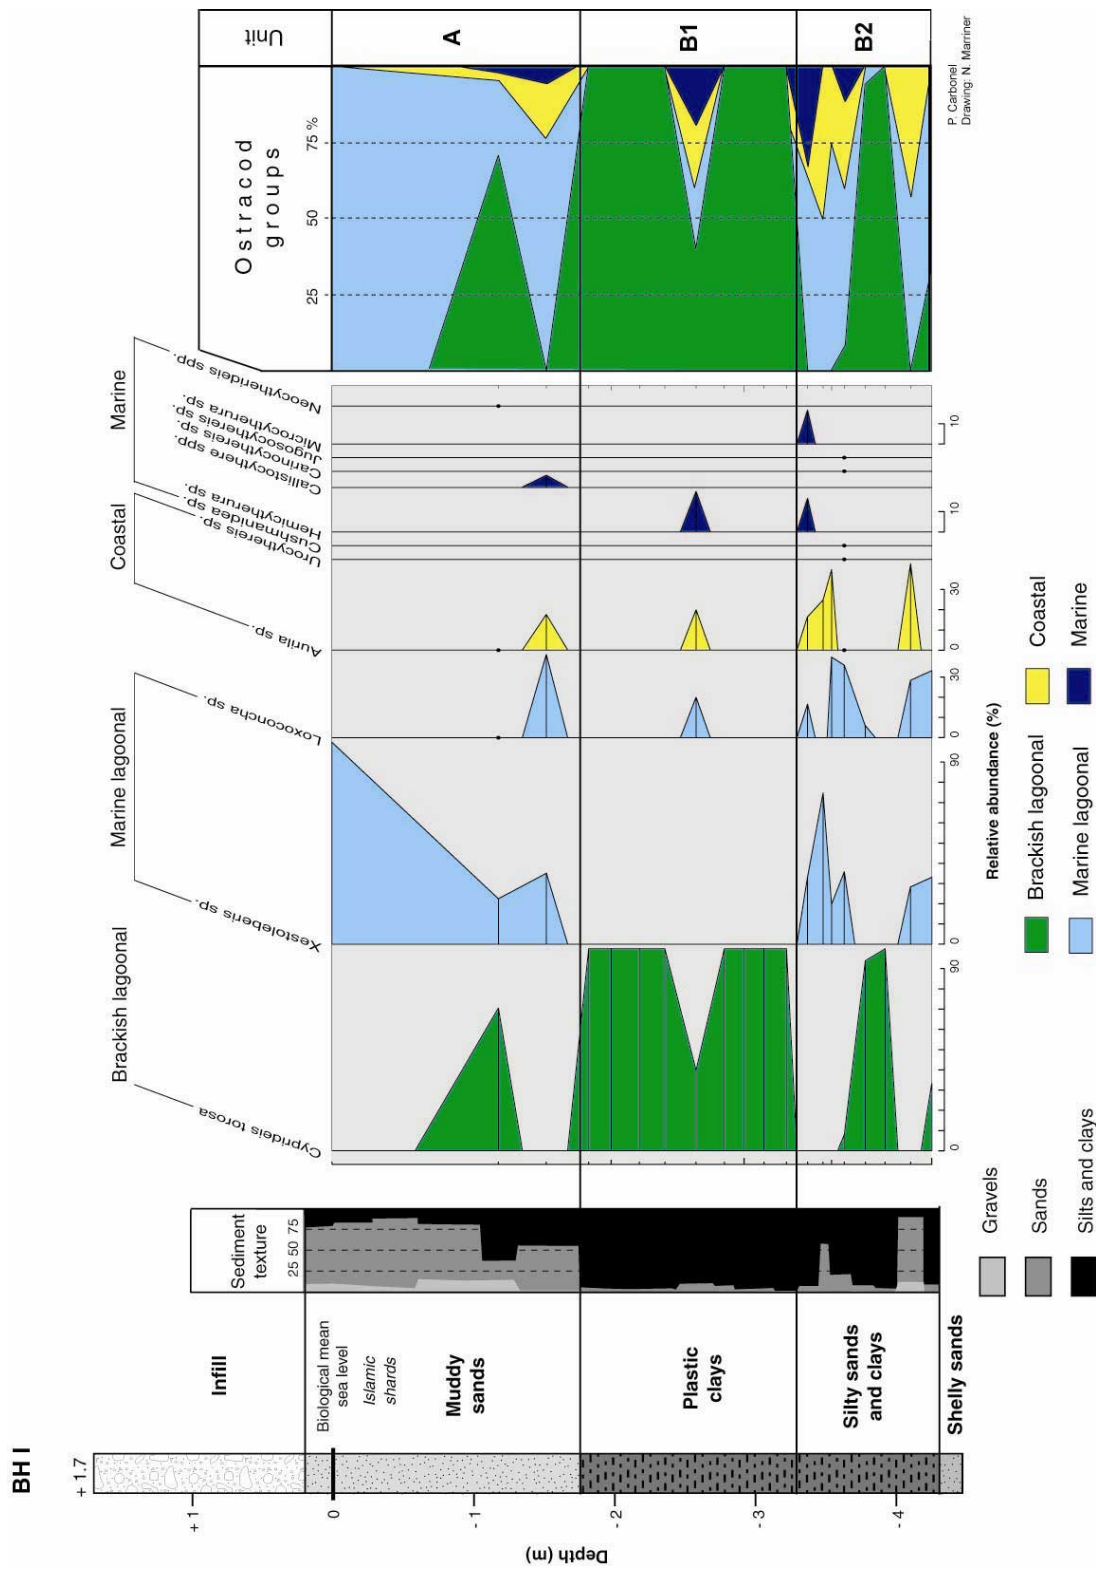 BH I
+ 1.7
+ 1
0
- 1
- 2
- 3
- 4
Depth (m)
Infill
Biological mean
sea level
Islamic
shards
Muddy
sands
Plastic
clays
Silty sands
and clays
Shelly sands
Sediment
texture
25 50 75
Brackish lagoonal
Marine lagoonal
Coastal
Marine
Cyprideis torosa
Xestoleberis sp.
Loxoconcha sp.
Aurila sp.
Urocythereis sp.
Cushmanidea sp.
Hemicytherura sp.
Callistocythere spp.
Carinocythereis sp.
Jugosocythereis sp.
Microcytherura sp.
Neocytherideis spp.
0 90
0 90
0 30
0 30
10
10
Relative abundance (%)
Ostracod
groups
25 50 75 %
Unit
A
B1
B2
P. Carbonel
Drawing: N. Marriner
Gravels
Sands
Silts and clays
Brackish lagoonal
Marine lagoonal
Coastal
Marine